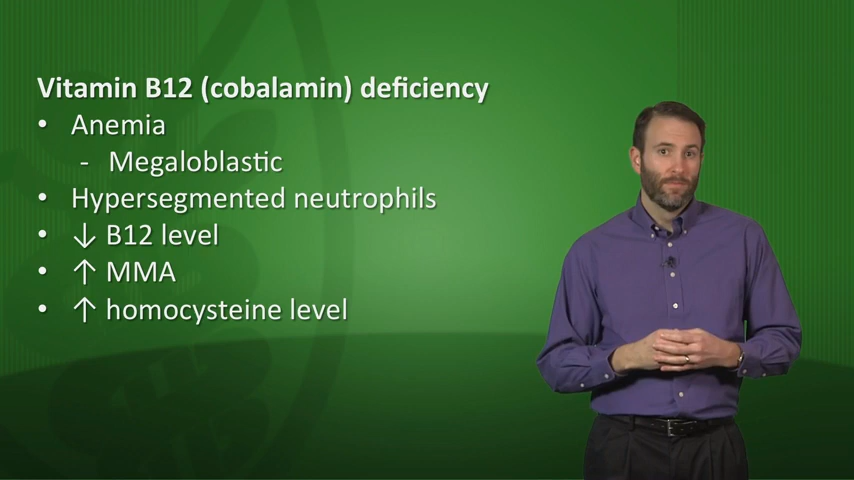 Vitamin B12 (cobalamin) deficiency
• Anemia
- Megaloblastic
• Hypersegmented neutrophils
• ↓ B12 level
• ↑ MMA
• ↑ homocysteine level